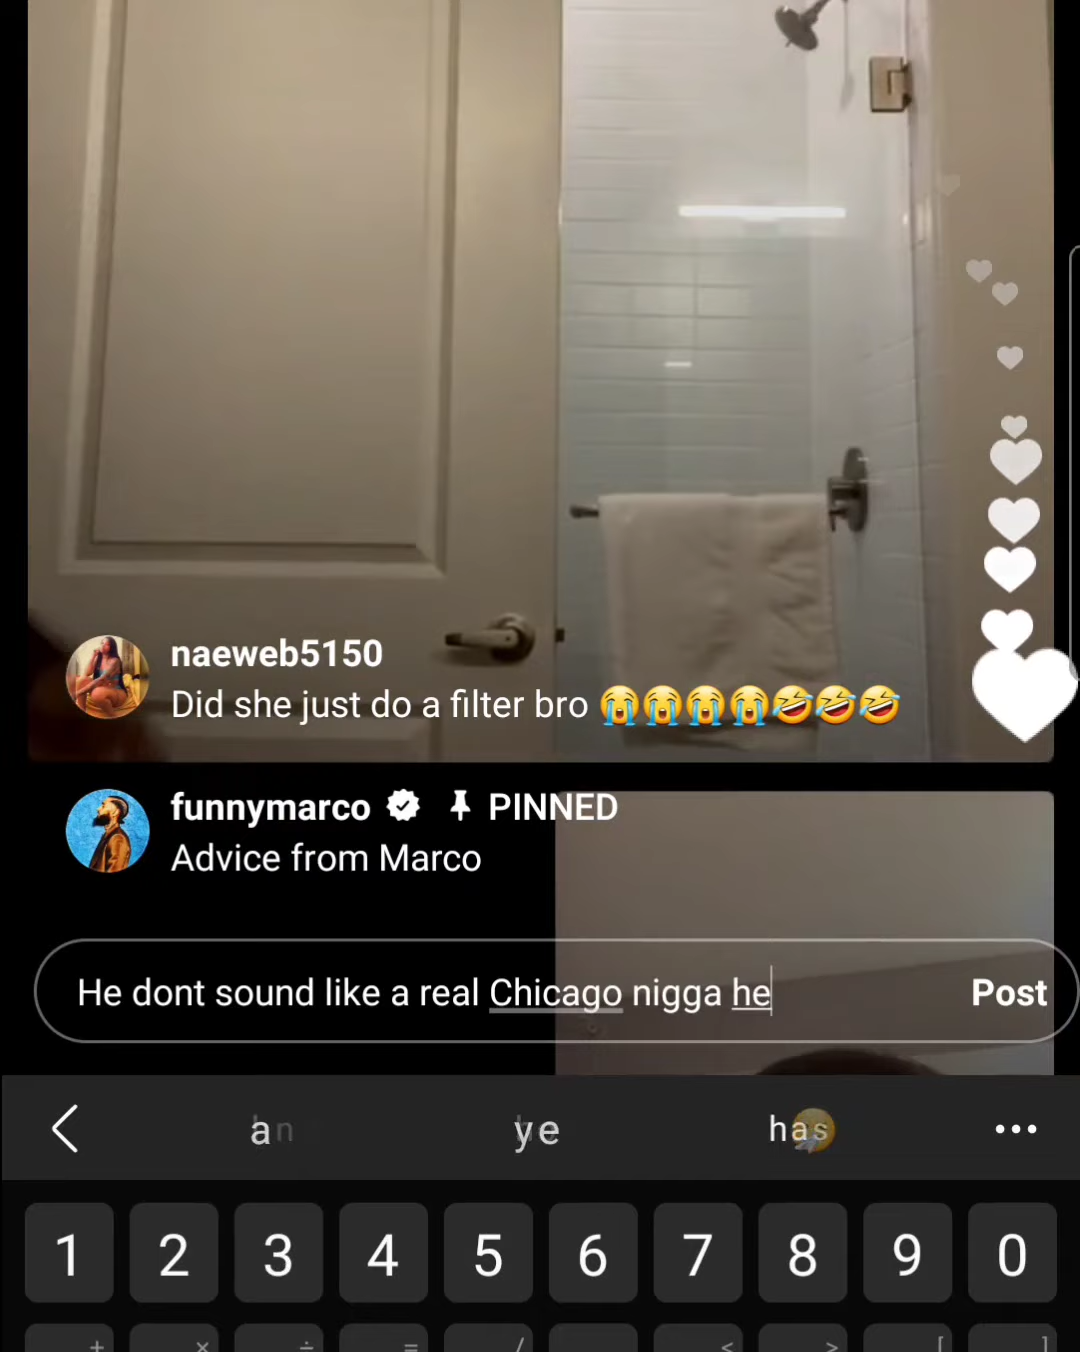 naeweb5150
Did she just do a filter bro 😭😭😭😭🤣🤣🤣
funnymarco PINNED
Advice from Marco
He dont sound like a real Chicago nigga he
Post
a ye has
1 2 3 4 5 6 7 8 9 0
+ × ÷ = / < > [ ]